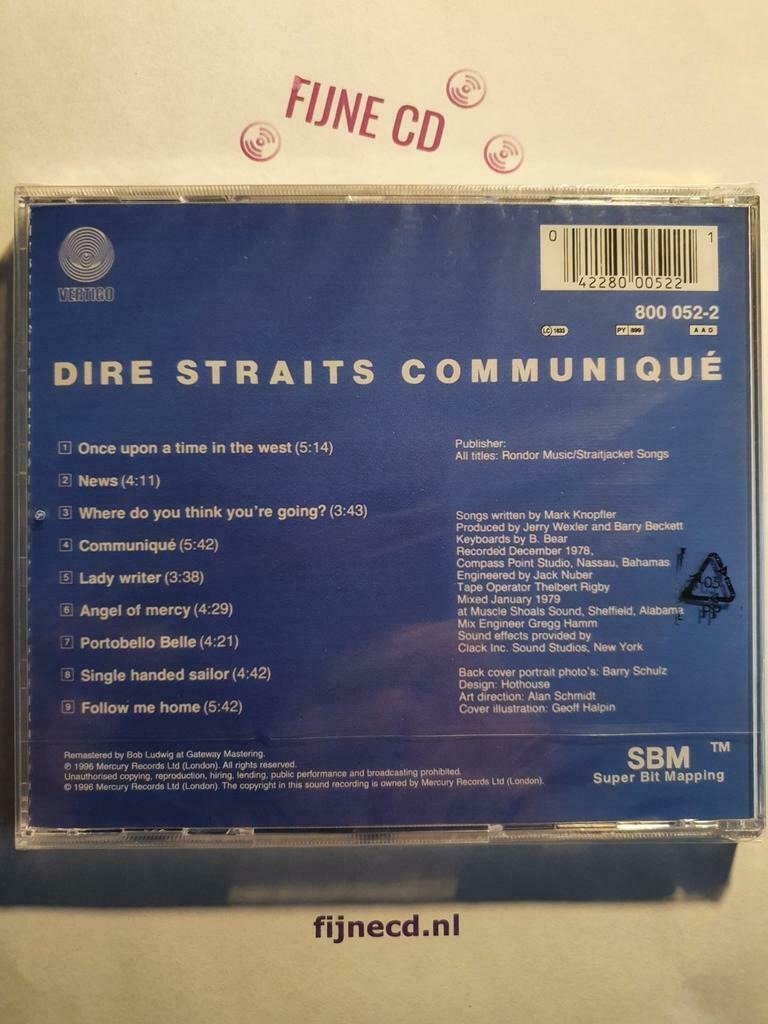 FIJNE CD
VERTIGO
0 42280 00522 1
800 052-2
LC 1633 PY 899 AAD
DIRE STRAITS COMMUNIQUÉ
1 Once upon a time in the west (5:14)
2 News (4:11)
3 Where do you think you're going? (3:43)
4 Communiqué (5:42)
5 Lady writer (3:38)
6 Angel of mercy (4:29)
7 Portobello Belle (4:21)
8 Single handed sailor (4:42)
9 Follow me home (5:42)
Publisher:
All titles: Rondor Music/Straitjacket Songs
Songs written by Mark Knopfler
Produced by Jerry Wexler and Barry Beckett
Keyboards by B. Bear
Recorded December 1978,
Compass Point Studio, Nassau, Bahamas
Engineered by Jack Nuber
Tape Operator Thelbert Rigby
Mixed January 1979
at Muscle Shoals Sound, Sheffield, Alabama
Mix Engineer Gregg Hamm
Sound effects provided by
Clack Inc. Sound Studios, New York
Back cover portrait photo's: Barry Schulz
Design: Hothouse
Art direction: Alan Schmidt
Cover illustration: Geoff Halpin
05
PP
Remastered by Bob Ludwig at Gateway Mastering.
℗ 1996 Mercury Records Ltd (London). All rights reserved.
Unauthorised copying, reproduction, hiring, lending, public performance and broadcasting prohibited.
© 1996 Mercury Records Ltd (London). The copyright in this sound recording is owned by Mercury Records Ltd (London).
SBM TM
Super Bit Mapping
fijnecd.nl